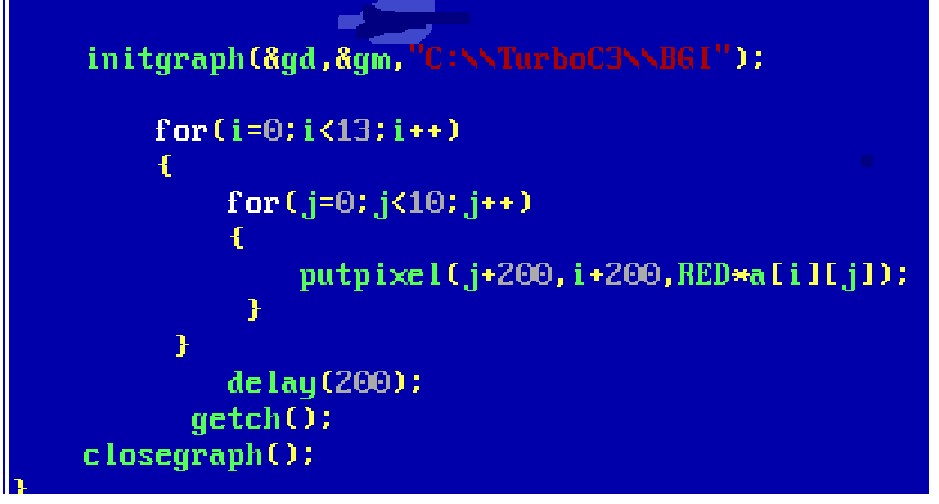 initgraph(&gd,&gm,"C:\\TurboC3\\BGI");
for(i=0;i<13;i++)
{
for(j=0;j<10;j++)
{
putpixel(j+200,i+200,RED*a[i][j]);
}
}
delay(200);
getch();
closegraph();
}